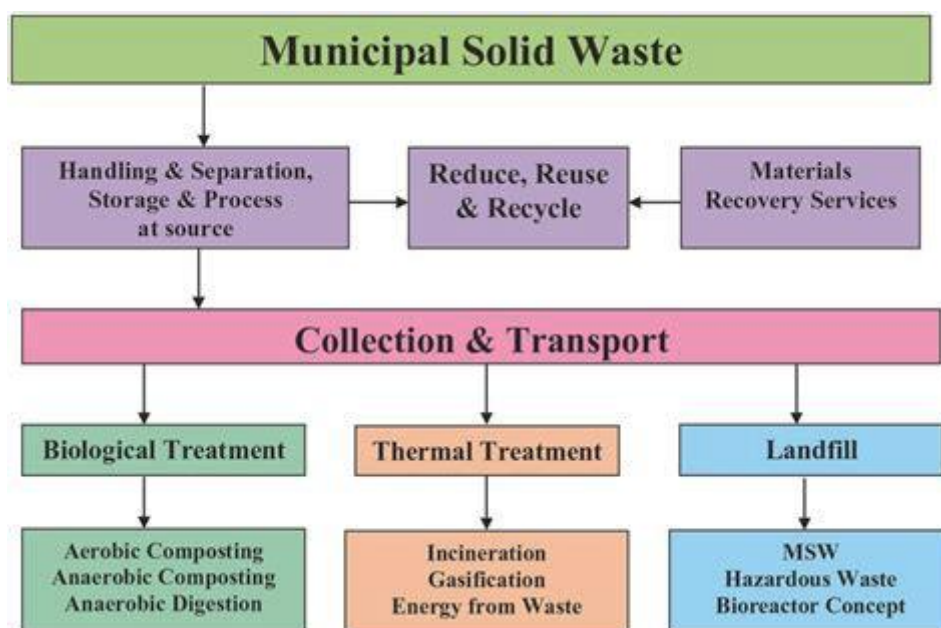 Municipal Solid Waste
Handling & Separation,
Storage & Process
at source
Reduce, Reuse
& Recycle
Materials
Recovery Services
Collection & Transport
Biological Treatment
Thermal Treatment
Landfill
Aerobic Composting
Anaerobic Composting
Anaerobic Digestion
Incineration
Gasification
Energy from Waste
MSW
Hazardous Waste
Bioreactor Concept